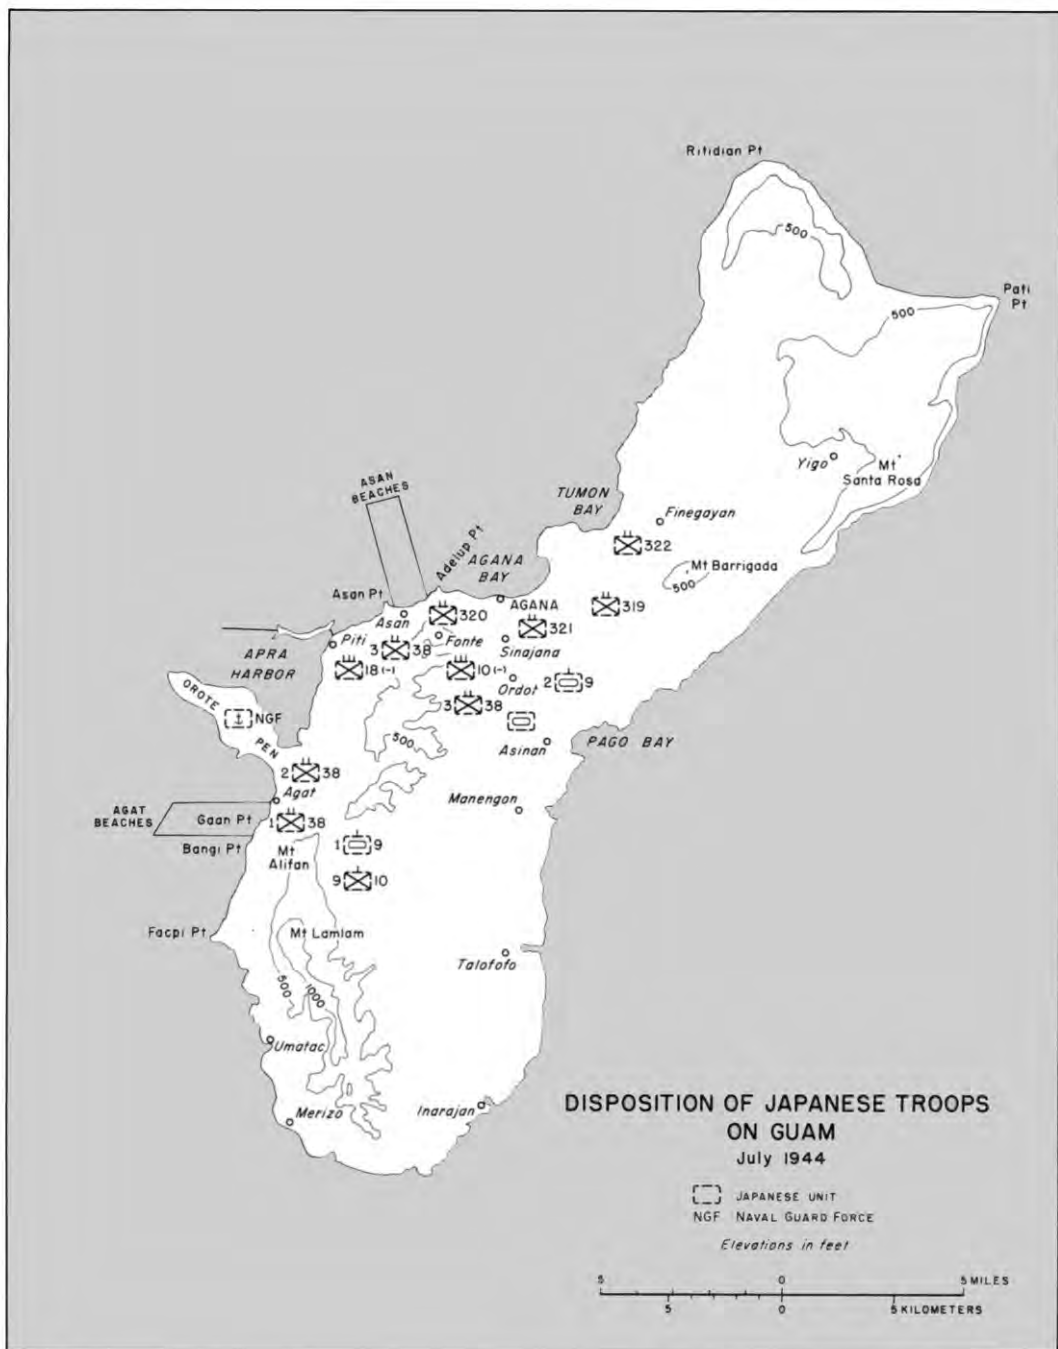 Ritidian Pt
500
Pati
Pt
500
Yigo
Mt
Santa Rosa
ASAN
BEACHES
TUMON
BAY
Finegayan
322
Adelup Pt
AGANA
BAY
Mt Barrigada
500
Asan Pt
AGANA
319
Asan
320
321
Piti
3 38
Fonte
Sinajana
APRA
HARBOR
18(-)
10(-)
Ordot
2 9
OROTE
PEN
NGF
3 38
500
Asinan
PAGO BAY
2 38
Agat
AGAT
BEACHES
Gaan Pt
1 38
Manengon
Bangi Pt
Mt
Alifan
1 9
9 10
Facpi Pt
Mt Lamlam
Talofofo
500
1000
Umatac
Merizo
Inarajan
DISPOSITION OF JAPANESE TROOPS
ON GUAM
July 1944
JAPANESE UNIT
NGF NAVAL GUARD FORCE
Elevations in feet
5 0 5 MILES
5 0 5 KILOMETERS